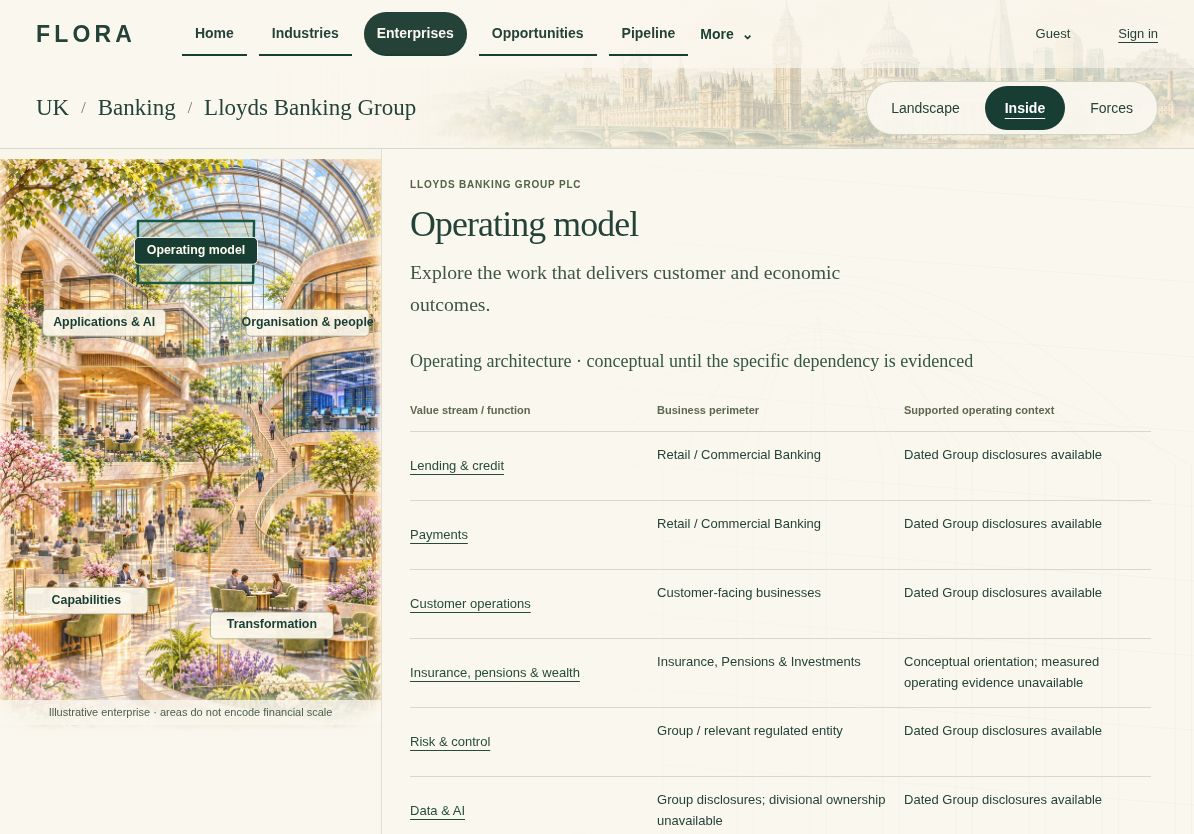 FLORA
Home
Industries
Enterprises
Opportunities
Pipeline
More
Guest
Sign in
UK / Banking / Lloyds Banking Group
Landscape
Inside
Forces
Operating model
Applications & AI
Organisation & people
Capabilities
Transformation
Illustrative enterprise · areas do not encode financial scale
LLOYDS BANKING GROUP PLC
Operating model
Explore the work that delivers customer and economic
outcomes.
Operating architecture · conceptual until the specific dependency is evidenced
Value stream / function
Business perimeter
Supported operating context
Lending & credit
Retail / Commercial Banking
Dated Group disclosures available
Payments
Retail / Commercial Banking
Dated Group disclosures available
Customer operations
Customer-facing businesses
Dated Group disclosures available
Insurance, pensions & wealth
Insurance, Pensions & Investments
Conceptual orientation; measured
operating evidence unavailable
Risk & control
Group / relevant regulated entity
Dated Group disclosures available
Data & AI
Group disclosures; divisional ownership
unavailable
Dated Group disclosures available